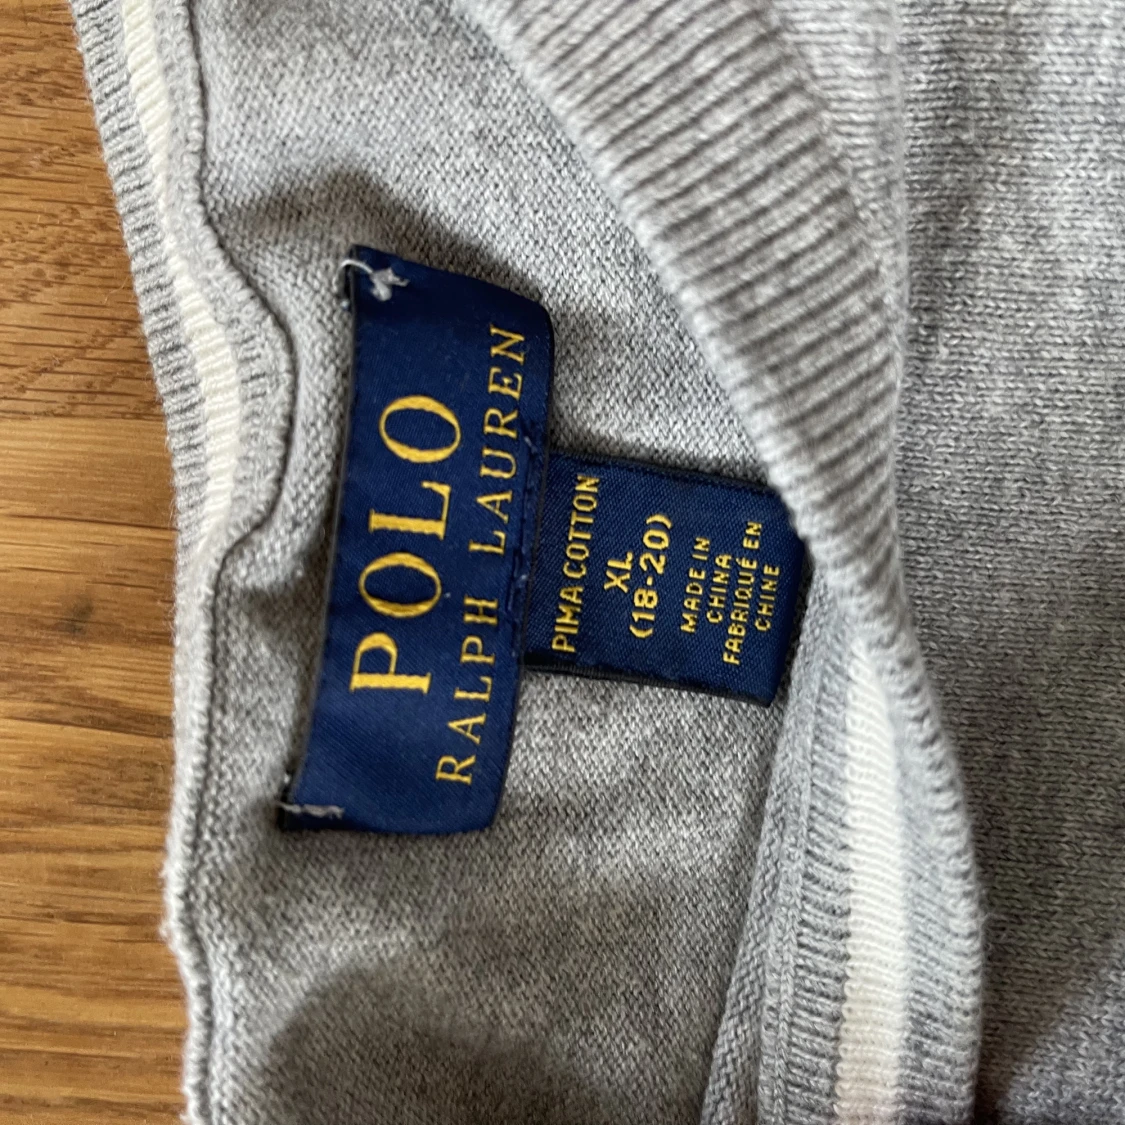 POLO
RALPH LAUREN
PIMA COTTON
XL
(18-20)
MADE IN
CHINA
FABRIQUÉ EN
CHINE